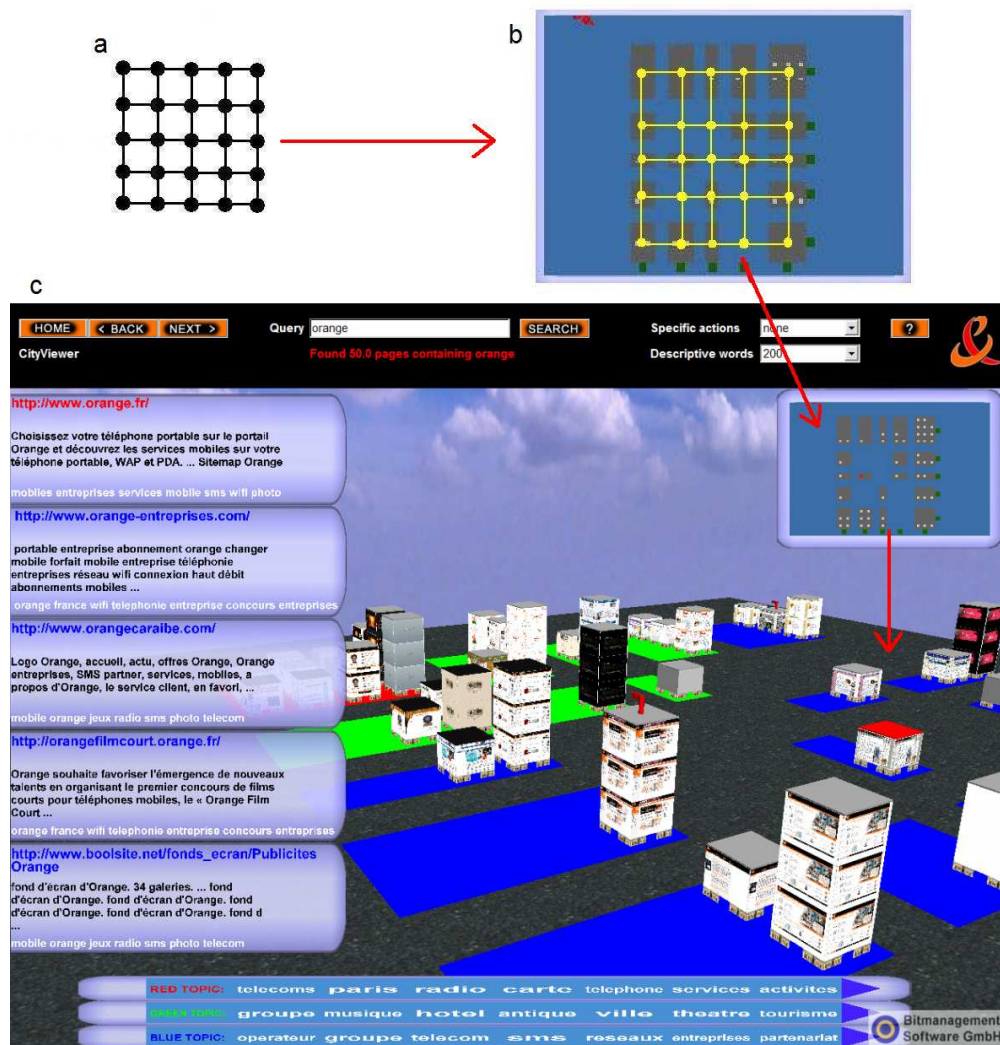 a
b
c
HOME < BACK NEXT > Query orange SEARCH Specific actions none ?
CityViewer Found 50.0 pages containing orange Descriptive words 200
http://www.orange.fr/
Choisissez votre téléphone portable sur le portail
Orange et découvrez les services mobiles sur votre
téléphone portable, WAP et PDA. ... Sitemap Orange
mobiles entreprises services mobile sms wifi photo
http://www.orange-entreprises.com/
portable entreprise abonnement orange changer
mobile forfait mobile entreprise téléphonie
entreprises réseau wifi connexion haut débit
abonnements mobiles ...
orange france wifi telephonie entreprise concours entreprises
http://www.orangecaraibe.com/
Logo Orange, accueil, actu, offres Orange, Orange
entreprises, SMS partner, services, mobiles, a
propos d'Orange, le service client, en favori, ...
mobile orange jeux radio sms photo telecom
http://orangefilmcourt.orange.fr/
Orange souhaite favoriser l'émergence de nouveaux
talents en organisant le premier concours de films
courts pour téléphones mobiles, le « Orange Film
Court ...
orange france wifi telephonie entreprise concours entreprises
http://www.boolsite.net/fonds_ecran/Publicites
Orange
fond d'écran d'Orange. 34 galeries. ... fond
d'écran d'Orange. fond d'écran d'Orange. fond
d'écran d'Orange. fond d'écran d'Orange. fond d
...
mobile orange jeux radio sms photo telecom
RED TOPIC: telecoms paris radio carte telephone services activites
GREEN TOPIC: groupe musique hotel antique ville theatre tourisme
BLUE TOPIC: operateur groupe telecom sms reseaux entreprises partenariat
Bitmanagement
Software GmbH